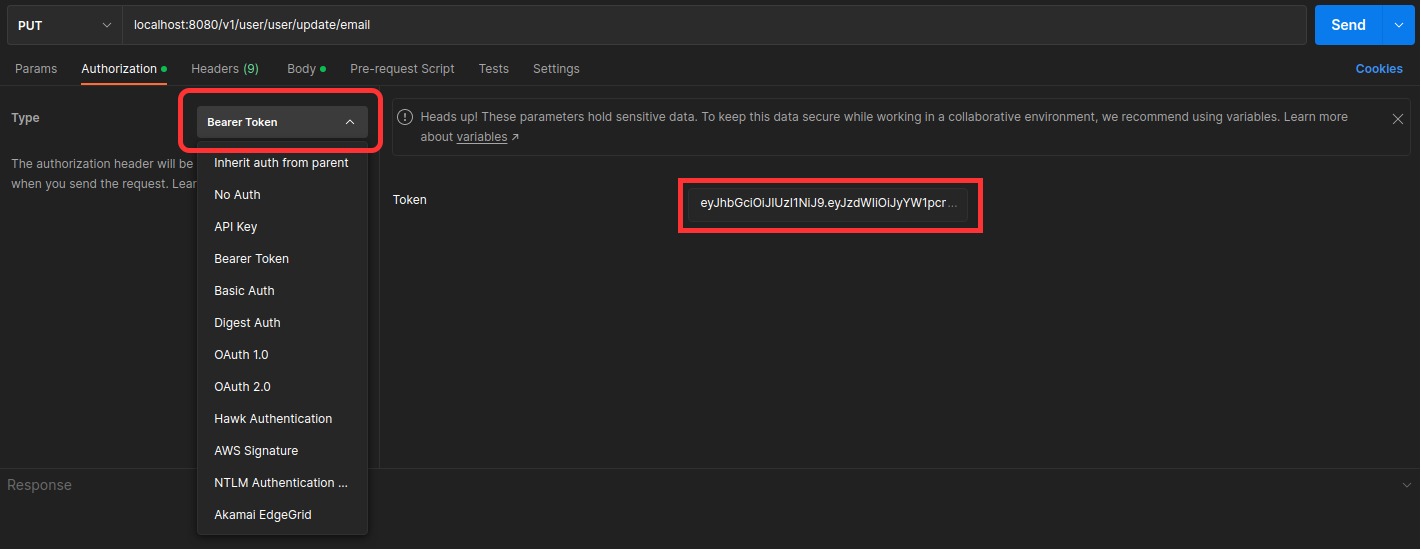 PUT
localhost:8080/v1/user/user/update/email
Send
Params
Authorization
Headers (9)
Body
Pre-request Script
Tests
Settings
Cookies
Type
Bearer Token
Heads up! These parameters hold sensitive data. To keep this data secure while working in a collaborative environment, we recommend using variables. Learn more
about variables ↗
The authorization header will be
when you send the request. Lear
Inherit auth from parent
No Auth
API Key
Bearer Token
Basic Auth
Digest Auth
OAuth 1.0
OAuth 2.0
Hawk Authentication
AWS Signature
NTLM Authentication ...
Akamai EdgeGrid
Token
eyJhbGciOiJIUzI1NiJ9.eyJzdWIiOiJyYW1pcr...
Response